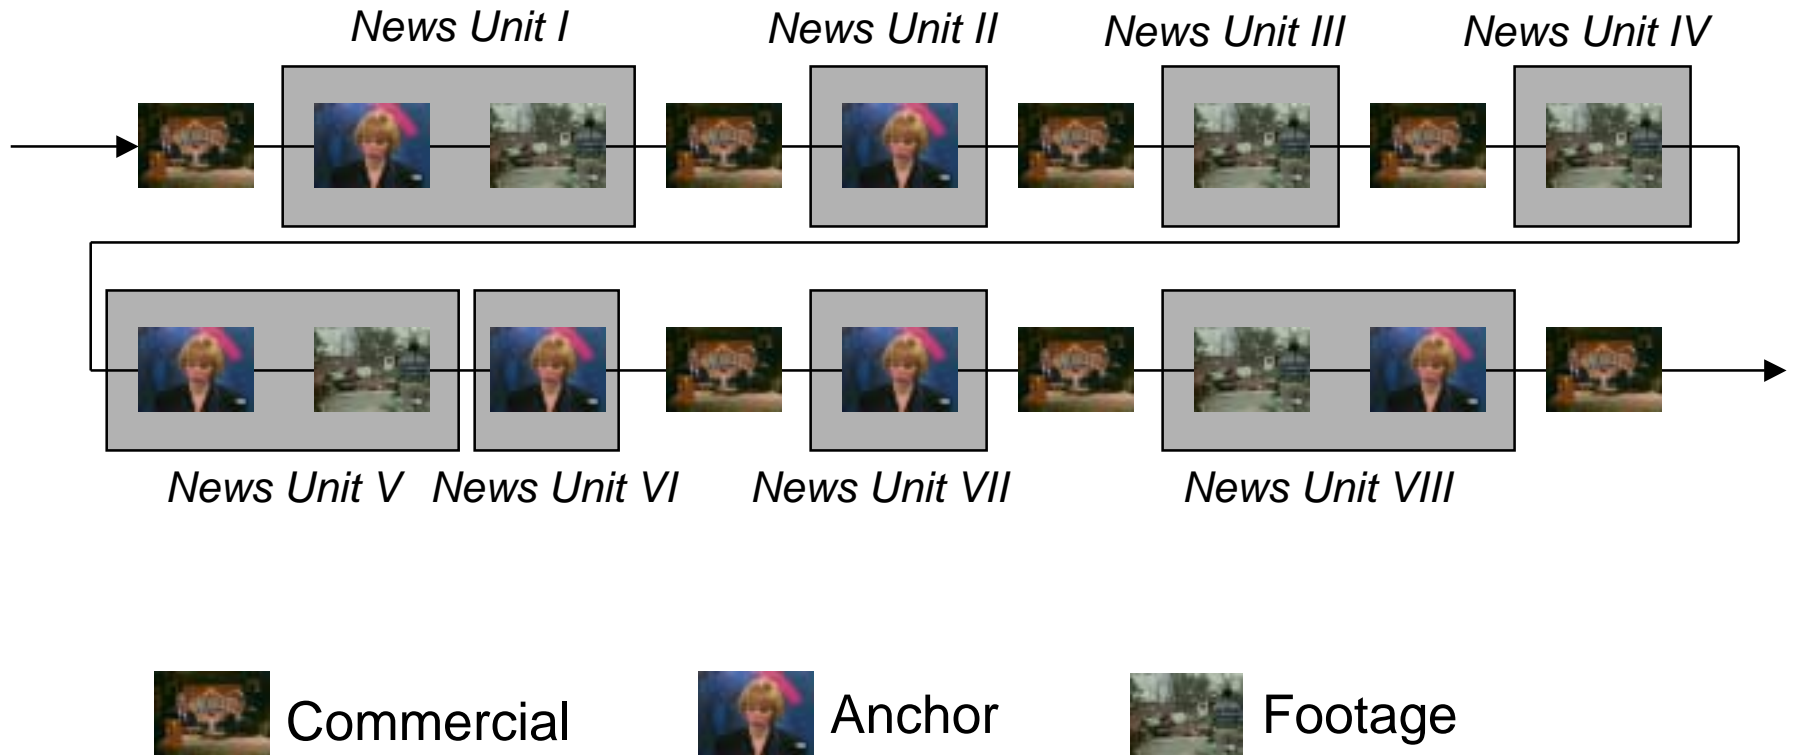 News Unit I News Unit II News Unit III News Unit IV
News Unit V News Unit VI News Unit VII News Unit VIII
Commercial Anchor Footage